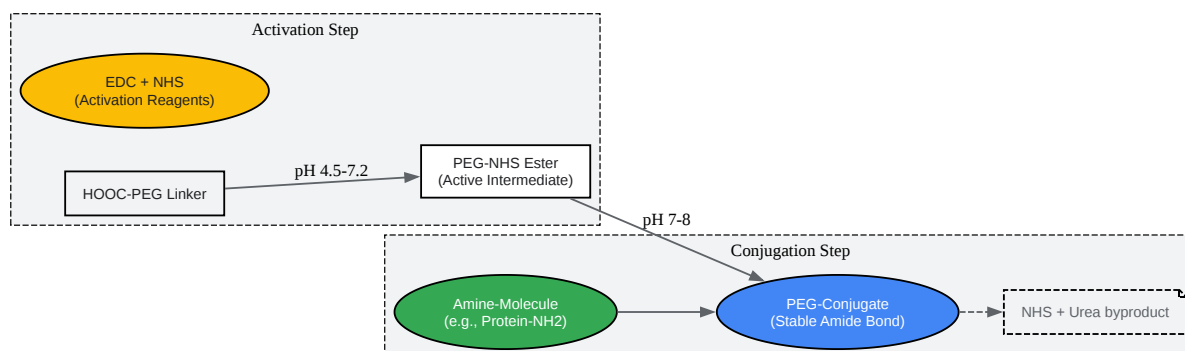 Activation Step
EDC + NHS
(Activation Reagents)
HOOC-PEG Linker
pH 4.5-7.2
PEG-NHS Ester
(Active Intermediate)
pH 7-8
Conjugation Step
Amine-Molecule
(e.g., Protein-NH2)
PEG-Conjugate
(Stable Amide Bond)
NHS + Urea byproduct